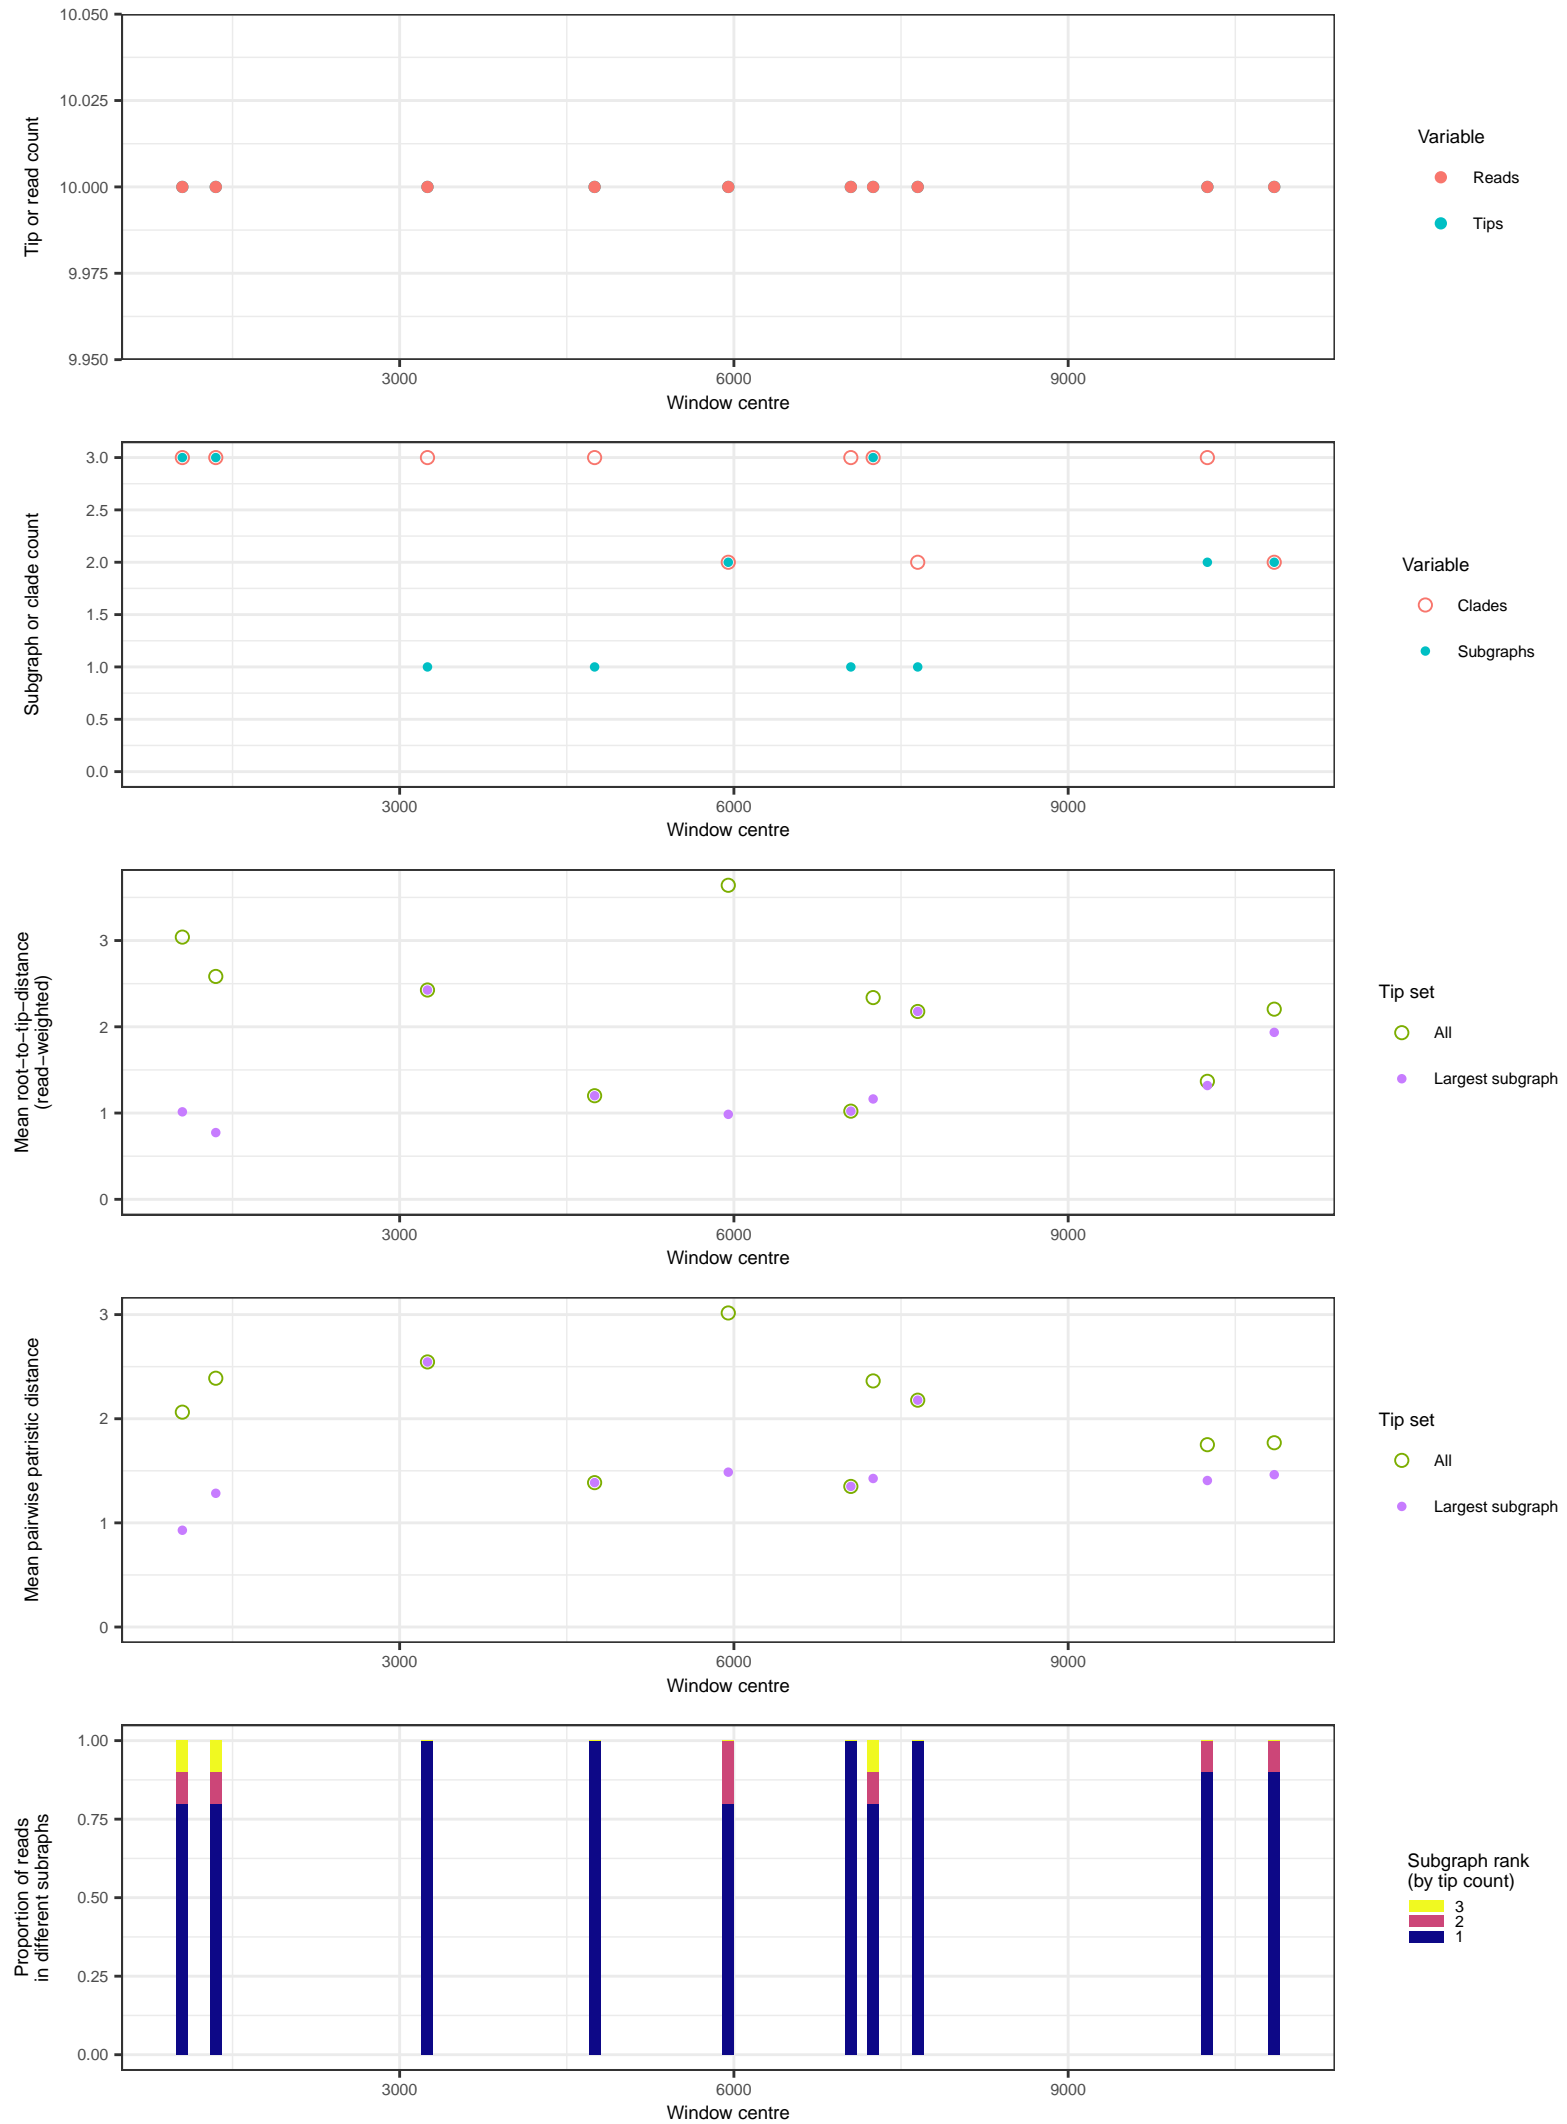 10.050
10.025
10.000
9.975
9.950
Tip or read count
3000
6000
9000
Window centre
Variable
Reads
Tips
3.0
2.5
2.0
1.5
1.0
0.5
0.0
Subgraph or clade count
3000
6000
9000
Window centre
Variable
Clades
Subgraphs
3
2
1
0
Mean root−to−tip−distance
(read−weighted)
3000
6000
9000
Window centre
Tip set
All
Largest subgraph
3
2
1
0
Mean pairwise patristic distance
3000
6000
9000
Window centre
Tip set
All
Largest subgraph
1.00
0.75
0.50
0.25
0.00
Proportion of reads
in different subraphs
3000
6000
9000
Window centre
Subgraph rank
(by tip count)
3
2
1